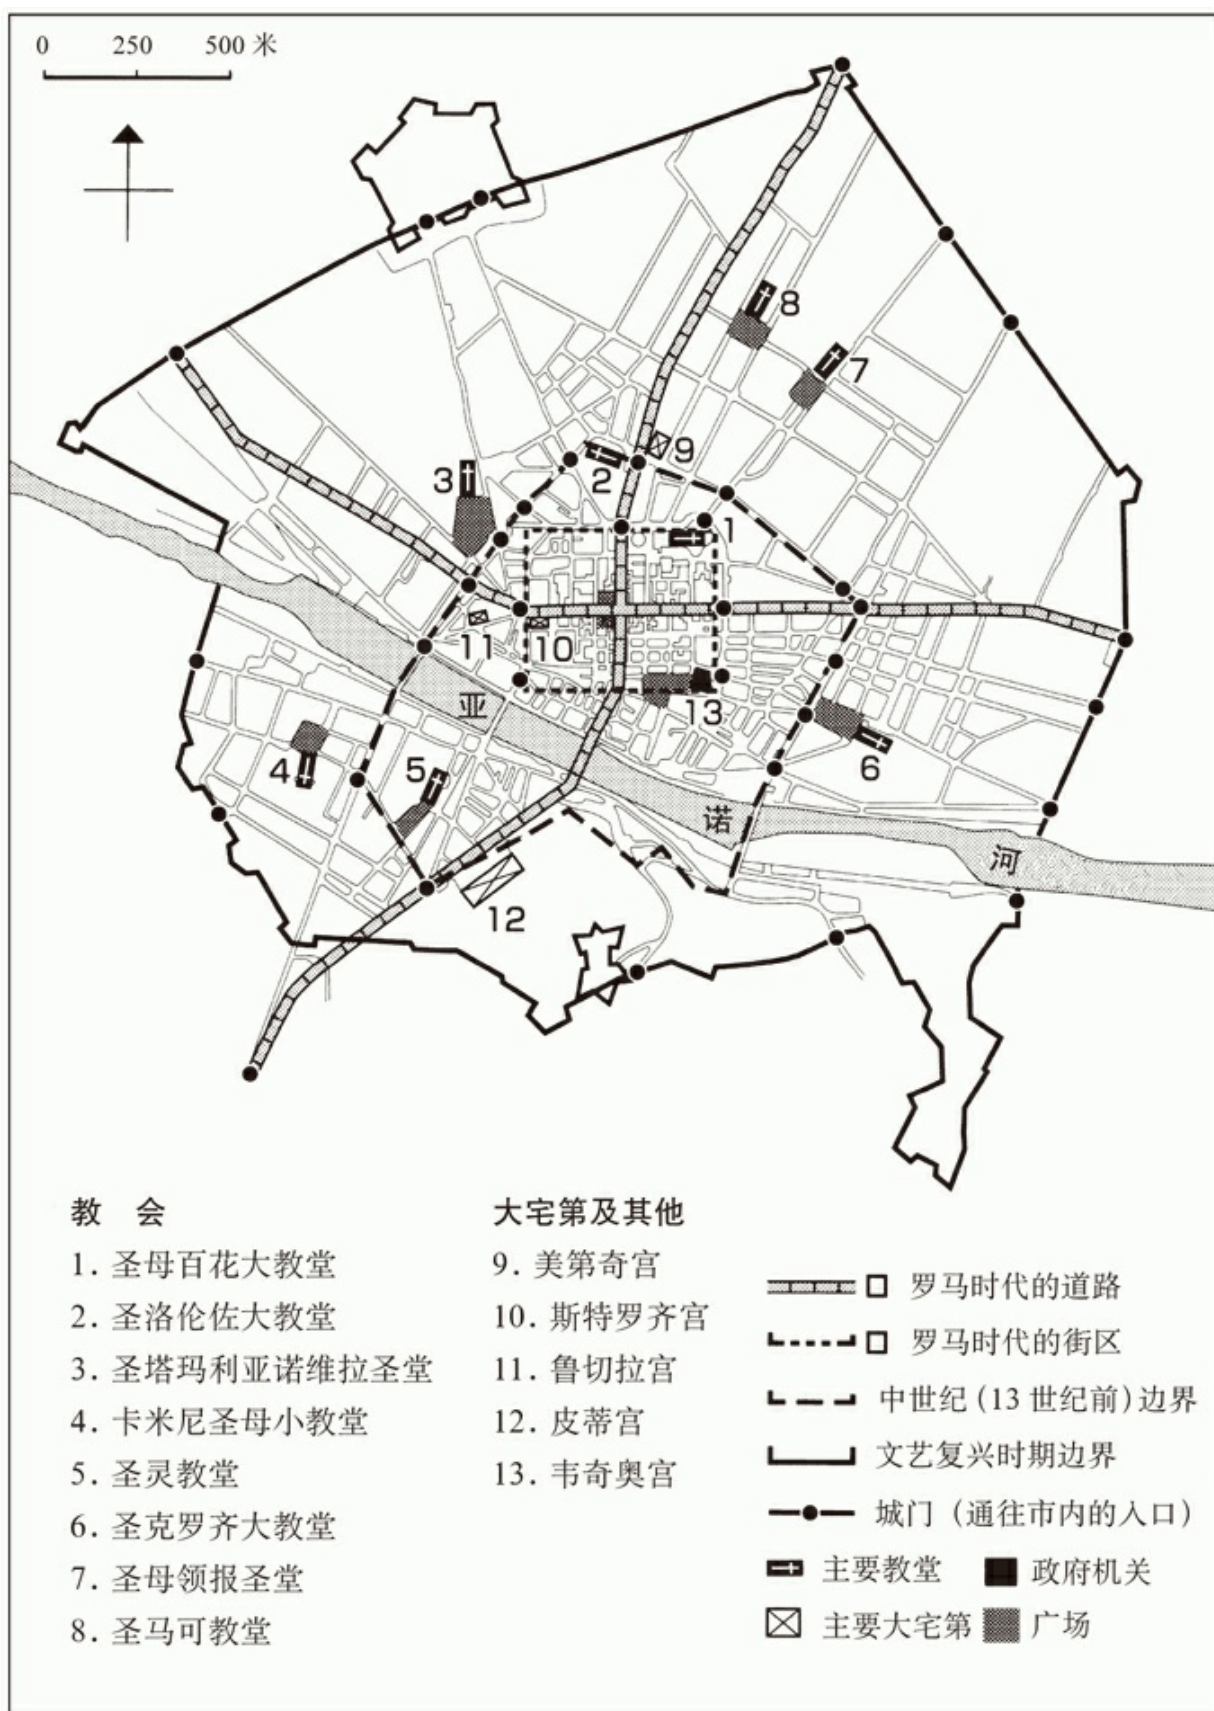 0 250 500 米
8
7
9
2
3
1
11
10
亚
13
6
4
5
诺
河
12
教 会
1. 圣母百花大教堂
2. 圣洛伦佐大教堂
3. 圣塔玛利亚诺维拉圣堂
4. 卡米尼圣母小教堂
5. 圣灵教堂
6. 圣克罗齐大教堂
7. 圣母领报圣堂
8. 圣马可教堂
大宅第及其他
9. 美第奇宫
10. 斯特罗齐宫
11. 鲁切拉宫
12. 皮蒂宫
13. 韦奇奥宫
罗马时代的道路
罗马时代的街区
中世纪(13 世纪前)边界
文艺复兴时期边界
城门（通往市内的入口）
主要教堂 政府机关
主要大宅第 广场